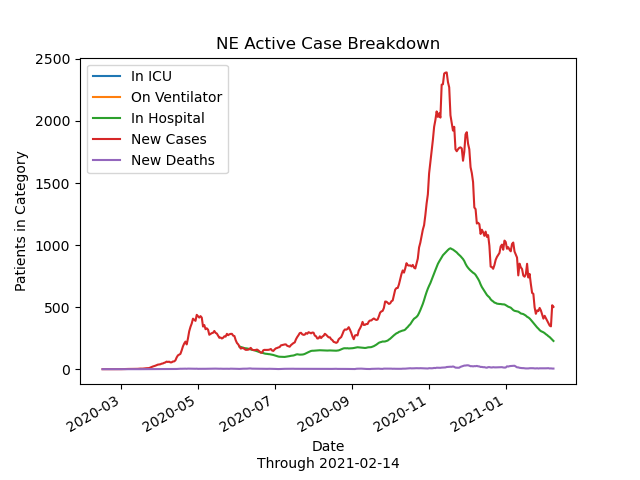 NE Active Case Breakdown
In ICU
On Ventilator
In Hospital
New Cases
New Deaths
Patients in Category
2500
2000
1500
1000
500
0
2020-03
2020-05
2020-07
2020-09
2020-11
2021-01
Date
Through 2021-02-14